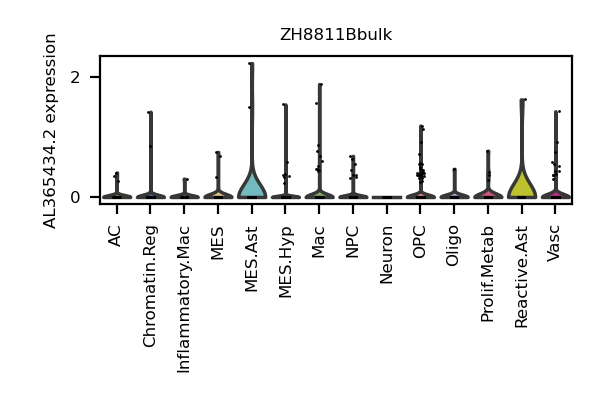 ZH8811Bbulk
AL365434.2 expression
2
0
AC
Chromatin.Reg
Inflammatory.Mac
MES
MES.Ast
MES.Hyp
Mac
NPC
Neuron
OPC
Oligo
Prolif.Metab
Reactive.Ast
Vasc